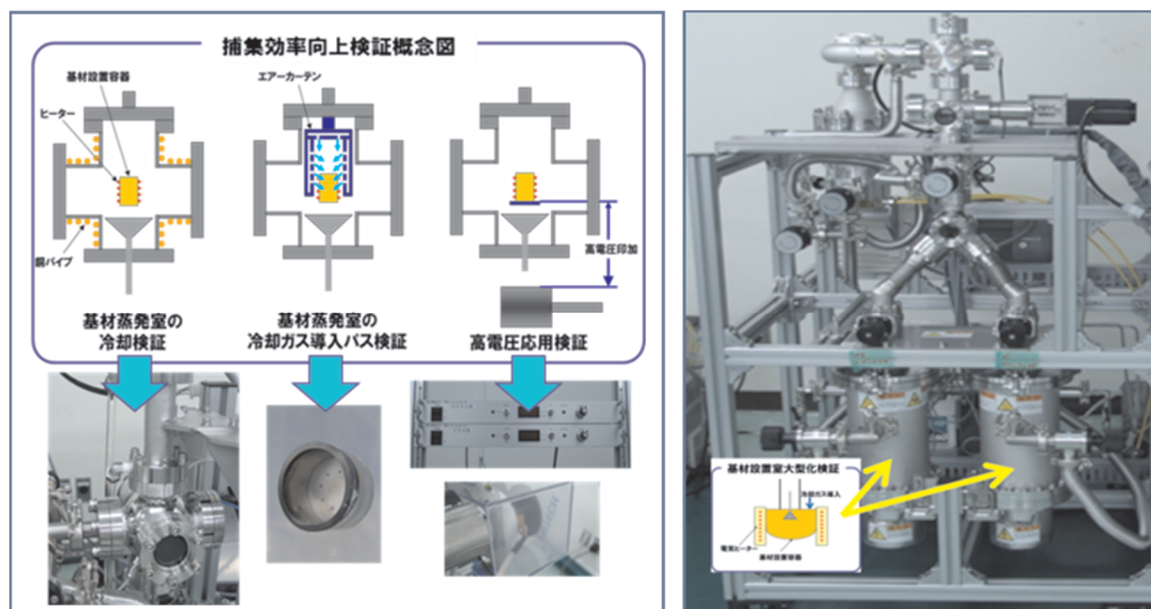 捕集効率向上検証概念図
基材設置容器
ヒーター
銅パイプ
エアーカーテン
高電圧印加
基材蒸発室の
冷却検証
基材蒸発室の
冷却ガス導入パス検証
高電圧応用検証
基材設置室大型化検証
冷却ガス導入
電気ヒーター
基材設置容器